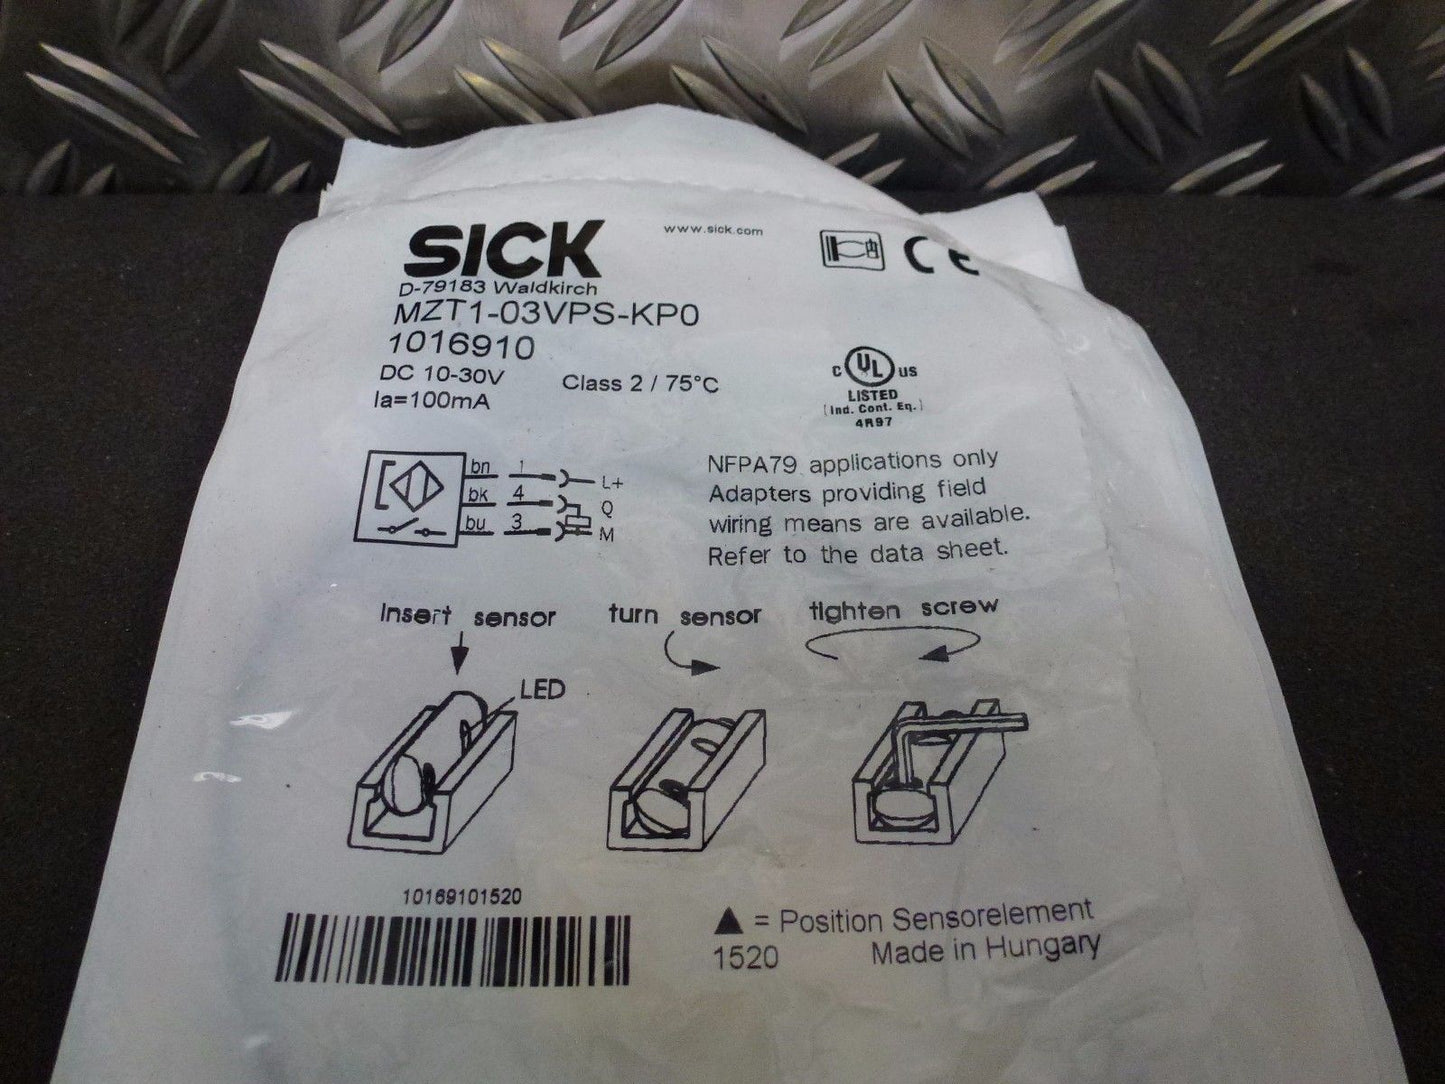 SICK
www.sick.com
CE
D-79183 Waldkirch
MZT1-03VPS-KP0
1016910
DC 10-30V Class 2 / 75°C
Ia=100mA
C UL US
LISTED
(Ind. Cont. Eq.)
4R97
bn 1 L+
bk 4 Q
bu 3 M
NFPA79 applications only
Adapters providing field
wiring means are available.
Refer to the data sheet.
Insert sensor turn sensor tighten screw
LED
10169101520
▲ = Position Sensorelement
1520 Made in Hungary